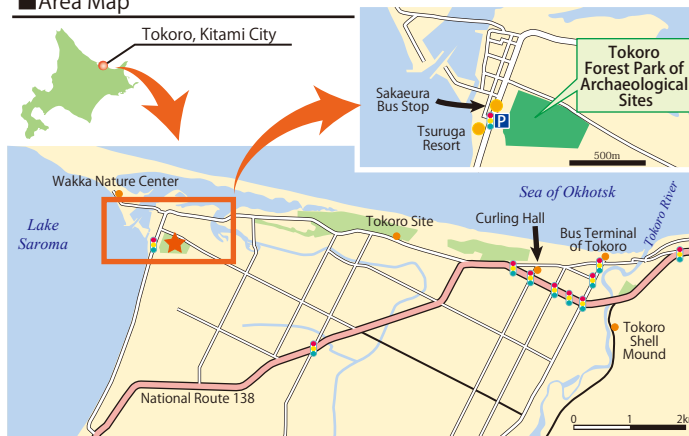 ■Area Map
Tokoro, Kitami City
Tokoro
Forest Park of
Archaeological
Sites
Sakaeura
Bus Stop
P
Tsuruga
Resort
500m
Wakka Nature Center
Sea of Okhotsk
Lake
Saroma
Tokoro Site
Curling Hall
Bus Terminal
of Tokoro
Tokoro River
Tokoro
Shell
Mound
National Route 138
0 1 2km